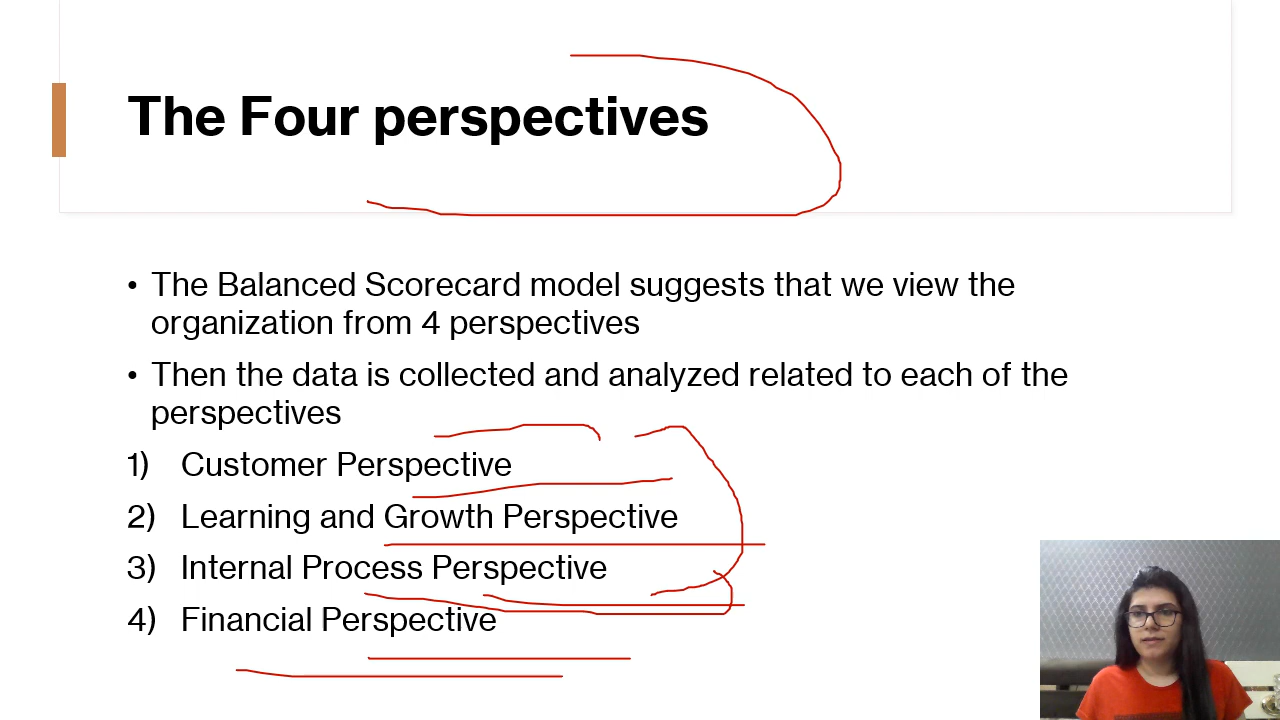 The Four perspectives
• The Balanced Scorecard model suggests that we view the
organization from 4 perspectives
• Then the data is collected and analyzed related to each of the
perspectives
1) Customer Perspective
2) Learning and Growth Perspective
3) Internal Process Perspective
4) Financial Perspective